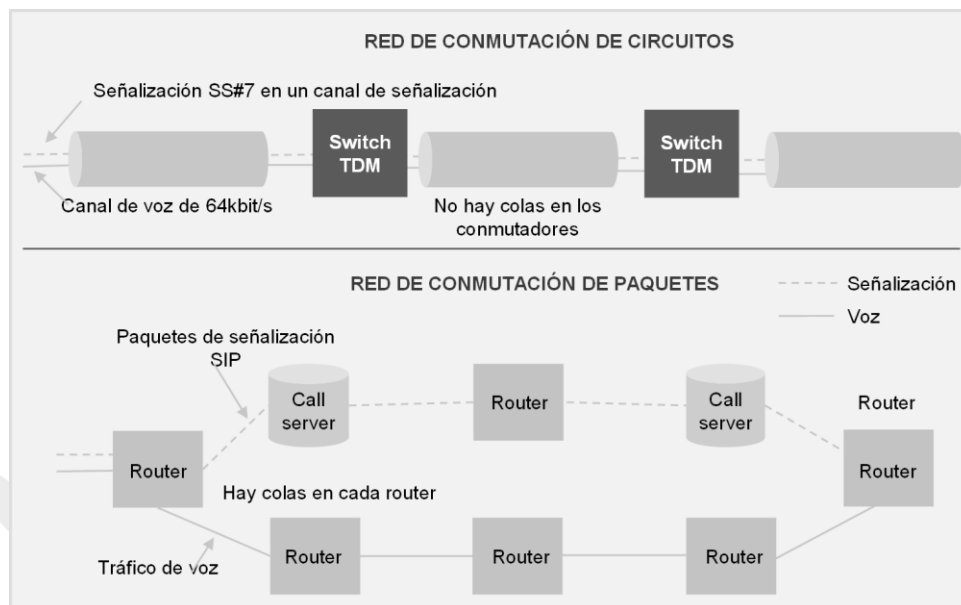 RED DE CONMUTACIÓN DE CIRCUITOS
Señalización SS#7 en un canal de señalización
Switch
TDM
Switch
TDM
Canal de voz de 64kbit/s
No hay colas en los
conmutadores
RED DE CONMUTACIÓN DE PAQUETES
Señalización
Voz
Paquetes de señalización
SIP
Call
server
Router
Call
server
Router
Router
Router
Hay colas en cada router
Router
Router
Router
Tráfico de voz